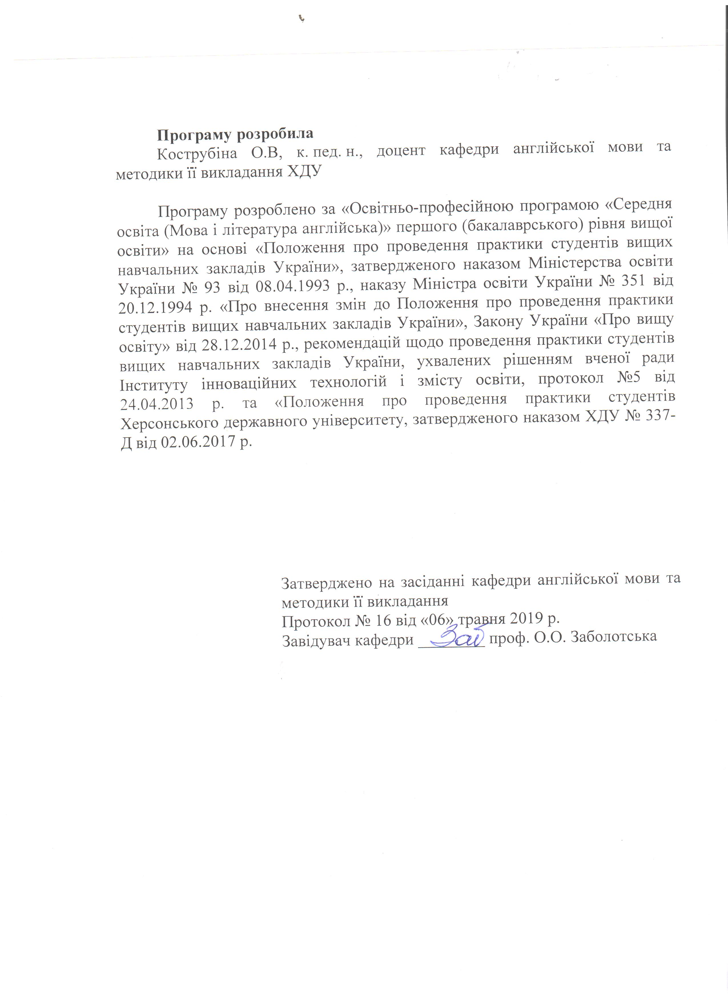 Програму розробила
Кострубіна О.В, к. пед. н., доцент кафедри англійської мови та
методики її викладання ХДУ
Програму розроблено за «Освітньо-професійною програмою «Середня
освіта (Мова і література англійська)» першого (бакалаврського) рівня вищої
освіти» на основі «Положення про проведення практики студентів вищих
навчальних закладів України», затвердженого наказом Міністерства освіти
України № 93 від 08.04.1993 р., наказу Міністра освіти України № 351 від
20.12.1994 р. «Про внесення змін до Положення про проведення практики
студентів вищих навчальних закладів України», Закону України «Про вищу
освіту» від 28.12.2014 р., рекомендацій щодо проведення практики студентів
вищих навчальних закладів України, ухвалених рішенням вченої ради
Інституту інноваційних технологій і змісту освіти, протокол №5 від
24.04.2013 р. та «Положення про проведення практики студентів
Херсонського державного університету, затвердженого наказом ХДУ № 337-
Д від 02.06.2017 р.
Затверджено на засіданні кафедри англійської мови та
методики її викладання
Протокол № 16 від «06» травня 2019 р.
Завідувач кафедри Заб проф. О.О. Заболотська